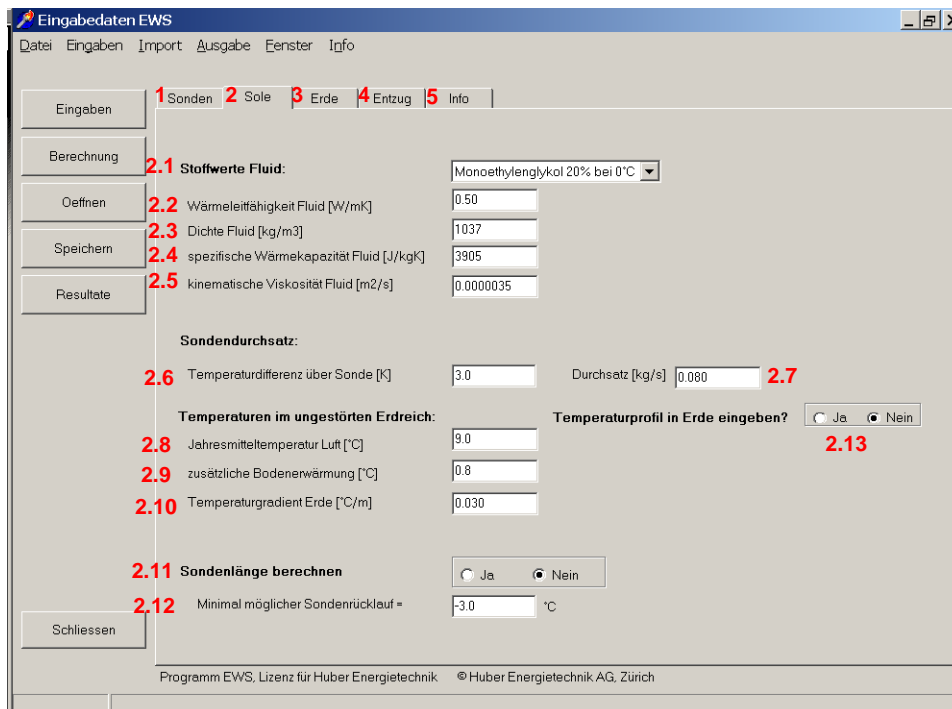 Eingabedaten EWS
Datei Eingaben Import Ausgabe Fenster Info
1 Sonden 2 Sole 3 Erde 4 Entzug 5 Info
Eingaben
Berechnung
Oeffnen
Speichern
Resultate
Schliessen
2.1 Stoffwerte Fluid: Monoethylenglykol 20% bei 0°C
2.2 Wärmeleitfähigkeit Fluid [W/mK] 0.50
2.3 Dichte Fluid [kg/m3] 1037
2.4 spezifische Wärmekapazität Fluid [J/kgK] 3905
2.5 kinematische Viskosität Fluid [m2/s] 0.0000035
Sondendurchsatz:
2.6 Temperaturdifferenz über Sonde [K] 3.0 Durchsatz [kg/s] 0.080 2.7
Temperaturen im ungestörten Erdreich: Temperaturprofil in Erde eingeben? Ja Nein
2.13
2.8 Jahresmitteltemperatur Luft [°C] 9.0
2.9 zusätzliche Bodenerwärmung [°C] 0.8
2.10 Temperaturgradient Erde [°C/m] 0.030
2.11 Sondenlänge berechnen Ja Nein
2.12 Minimal möglicher Sondenrücklauf = -3.0 °C
Programm EWS, Lizenz für Huber Energietechnik © Huber Energietechnik AG, Zürich